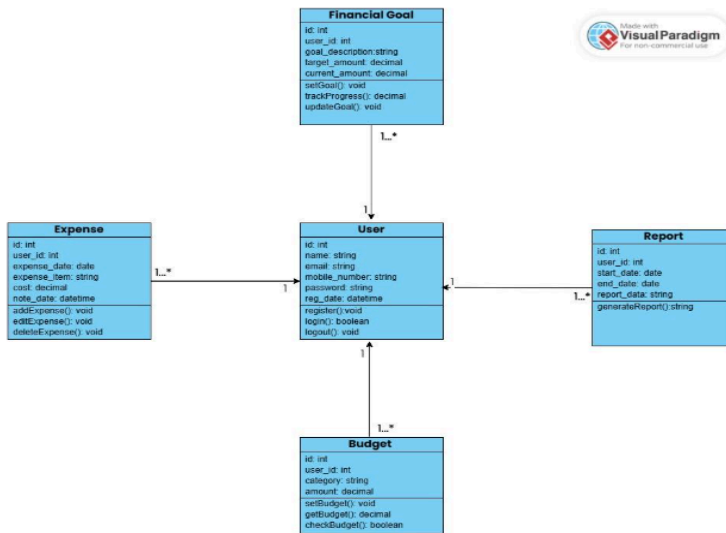 Financial Goal
id: int
user_id: int
goal_description:string
target_amount: decimal
current_amount: decimal
setGoal(): void
trackProgress(): decimal
updateGoal(): void
Made with
Visual Paradigm
For non-commercial use
1...*
1
Expense
id: int
user_id: int
expense_date: date
expense_item: string
cost: decimal
note_date: datetime
addExpense(): void
editExpense(): void
deleteExpense(): void
1...*
1
User
id: int
name: string
email: string
mobile_number: string
password: string
reg_date: datetime
register():void
login(): boolean
logout(): void
1
1...*
Report
id: int
user_id: int
start_date: date
end_date: date
report_data: string
generateReport():string
1
1...*
Budget
id: int
user_id: int
category: string
amount: decimal
setBudget(): void
getBudget(): decimal
checkBudget(): boolean